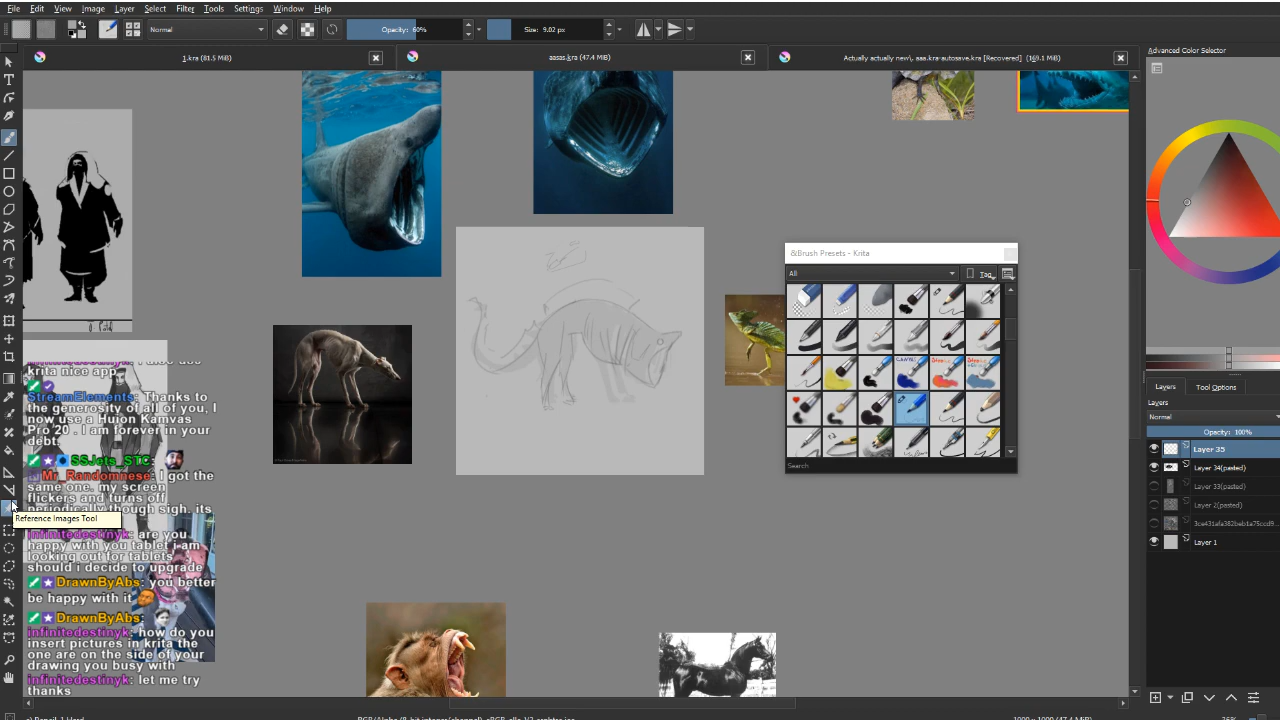 File Edit View Image Layer Select Filter Tools Settings Window Help
Normal
Opacity: 60%
Size: 9.02 px
1.kra (81.5 MiB)
aasas.kra (47.4 MiB)
Actually actually new\. aaa.kra-autosave.kra [Recovered] (169.1 MiB)
Advanced Color Selector
&Brush Presets - Krita
All
Tag
Search
krita nice app
StreamElements: Thanks to
the generosity of all of you, I
now use a Huion Kamvas
Pro 20 . I am forever in your
debt.
SSJets_STC:
Mr_Randomnese: I got the
same one. my screen
flickers and turns off
periodically though sigh. its
Reference Images Tool
infinitedestinyk: are you
happy with you tablet i am
looking out for tablets
should i decide to upgrade
DrawnByAbs: you better
be happy with it
DrawnByAbs:
infinitedestinyk: how do you
insert pictures in krita the
one are on the side of your
drawing you busy with
infinitedestinyk: let me try
thanks
Layers
Tool Options
Layers
Normal
Opacity: 100%
Layer 35
Layer 34(pasted)
Layer 33(pasted)
Layer 2(pasted)
Layer 1